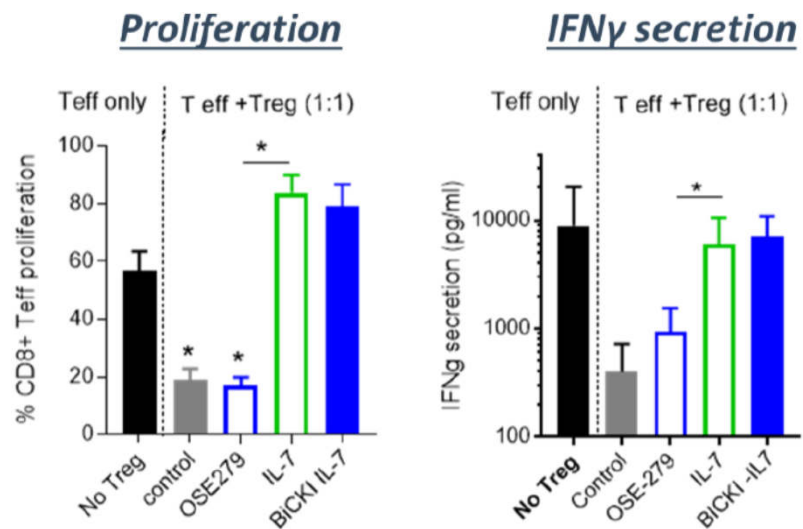 Proliferation
Teff only
T eff +Treg (1:1)
% CD8+ Teff proliferation
100
80
60
40
20
0
*
*
*
No Treg
control
OSE279
IL-7
BiCKI IL-7
IFNγ secretion
Teff only
T eff +Treg (1:1)
IFNg secretion (pg/ml)
10000
1000
100
*
No Treg
Control
OSE-279
IL-7
BICKI -IL7